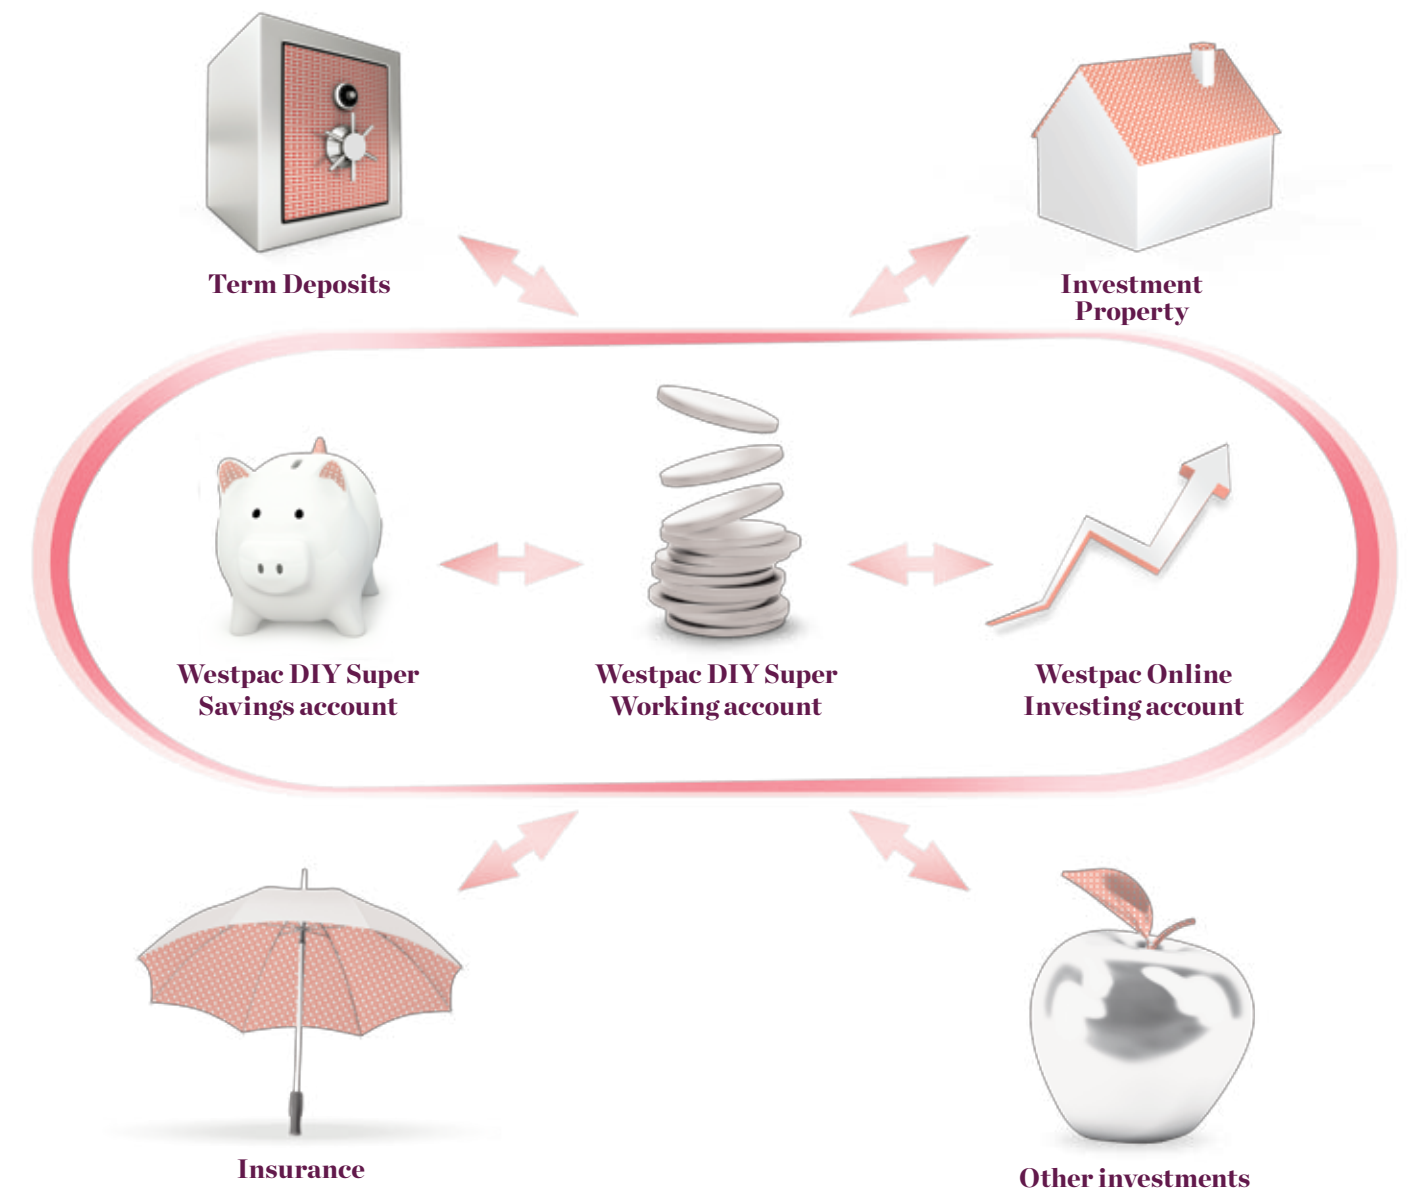 Term Deposits
Investment
Property
Westpac DIY Super
Savings account
Westpac DIY Super
Working account
Westpac Online
Investing account
Insurance
Other investments